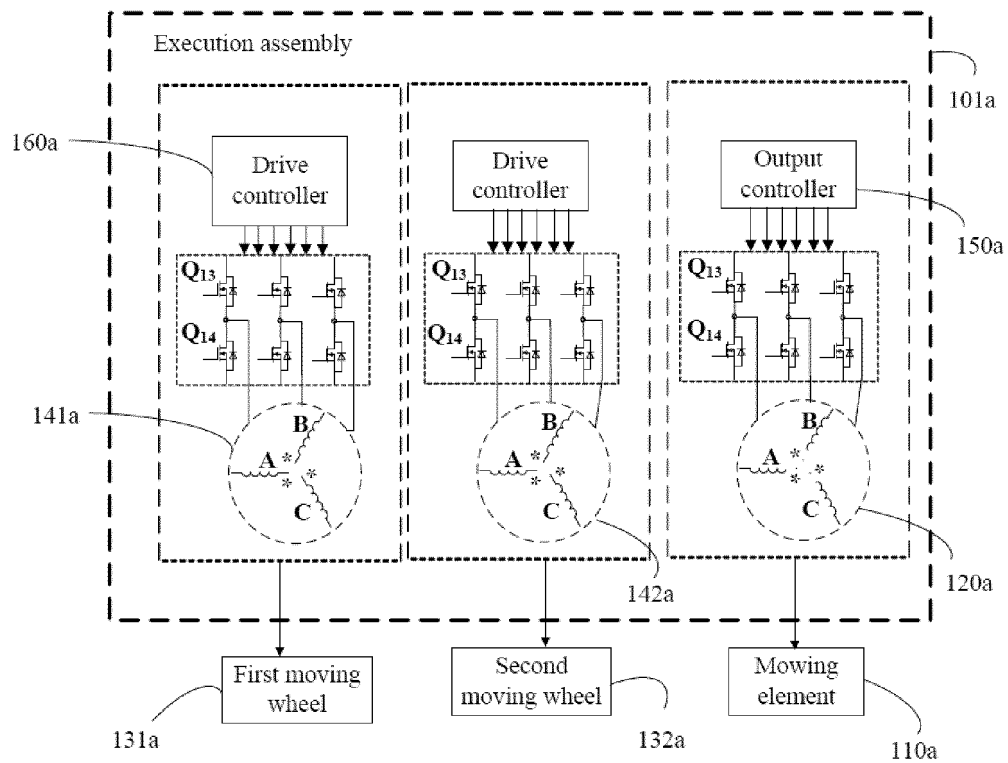 Execution assembly
101a
160a
Drive
controller
Drive
controller
Output
controller
150a
Q13
Q14
Q13
Q14
Q13
Q14
141a
A
B
C
*
*
*
A
B
C
*
*
*
A
B
C
*
*
*
142a
120a
First moving
wheel
Second
moving wheel
Mowing
element
131a
132a
110a